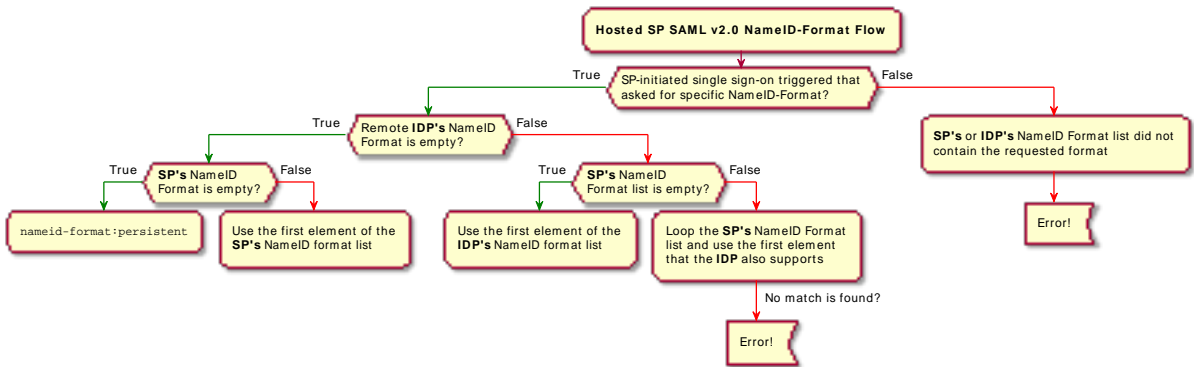 Hosted SP SAML v2.0 NameID-Format Flow
True
SP-initiated single sign-on triggered that
asked for specific NameID-Format?
False
True
Remote IDP's NameID
Format is empty?
False
SP's or IDP's NameID Format list did not
contain the requested format
True
SP's NameID
Format is empty?
False
True
SP's NameID
Format list is empty?
False
nameid-format:persistent
Use the first element of the
SP's NameID format list
Use the first element of the
IDP's NameID format list
Loop the SP's NameID Format
list and use the first element
that the IDP also supports
Error!
No match is found?
Error!